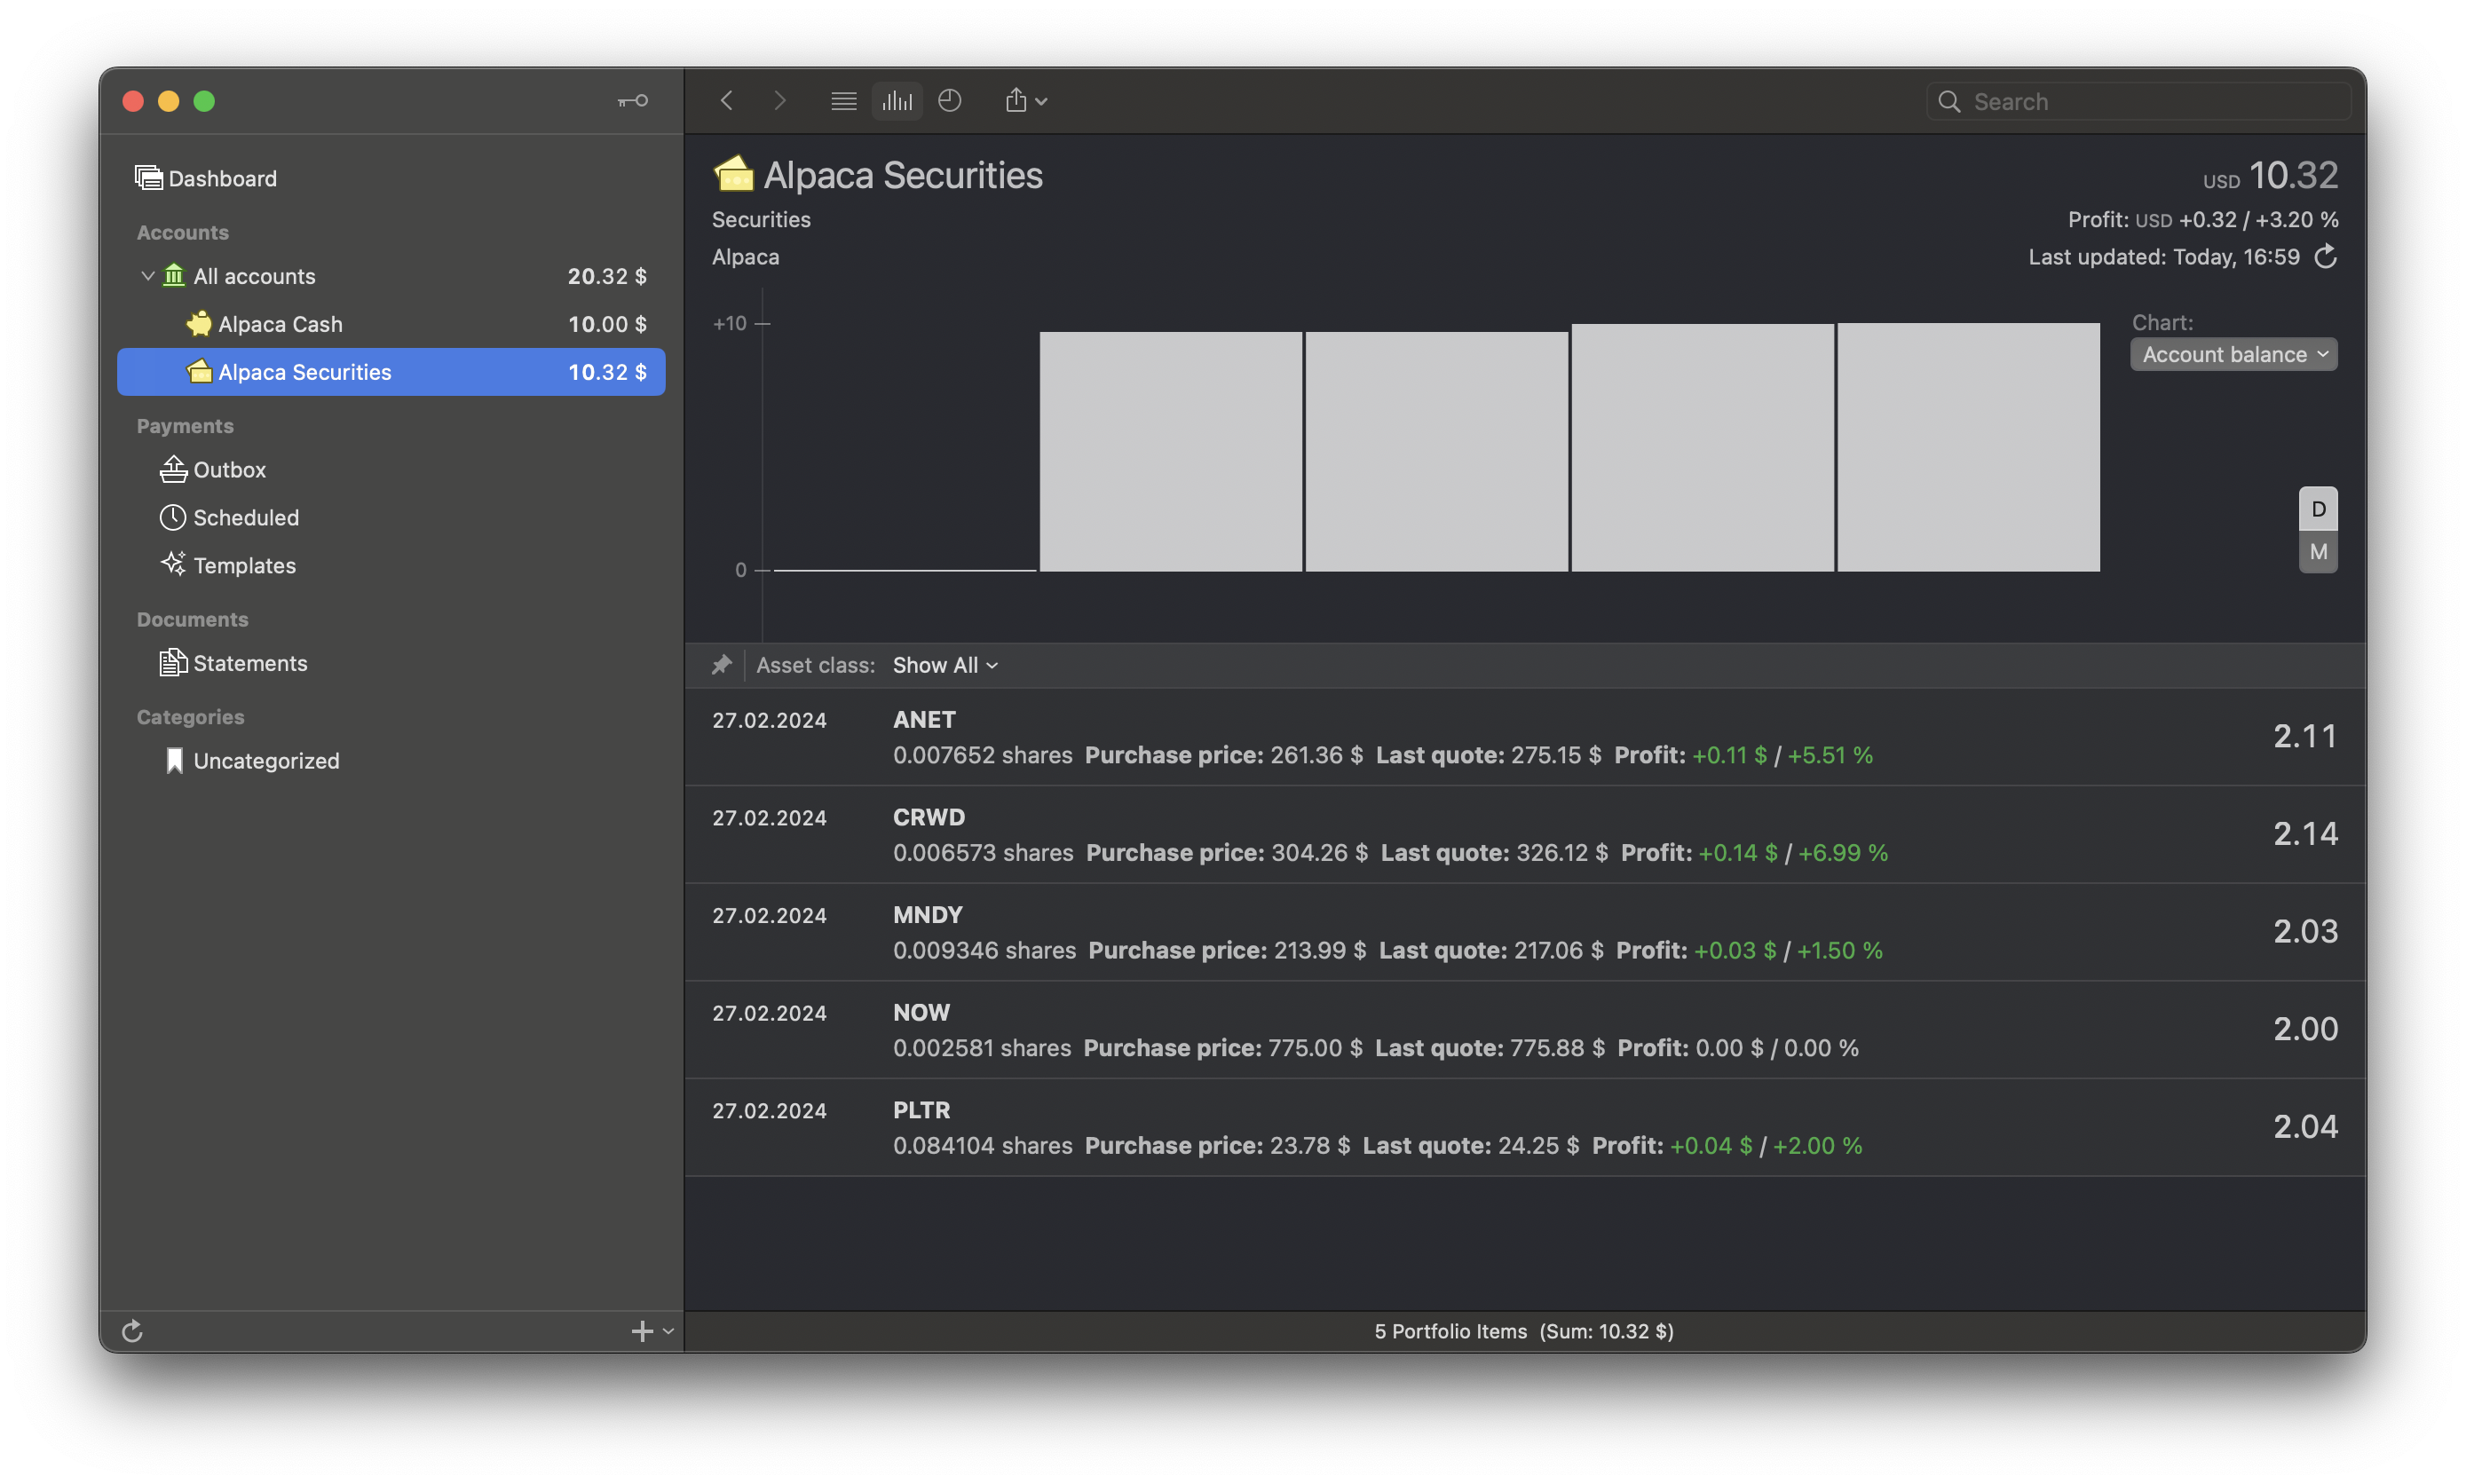 Search
Dashboard
Accounts
All accounts 20.32 $
Alpaca Cash 10.00 $
Alpaca Securities 10.32 $
Payments
Outbox
Scheduled
Templates
Documents
Statements
Categories
Uncategorized
Alpaca Securities USD 10.32
Securities Profit: USD +0.32 / +3.20 %
Alpaca Last updated: Today, 16:59
+10
0
Chart:
Account balance
D
M
Asset class: Show All
27.02.2024 ANET 2.11
0.007652 shares Purchase price: 261.36 $ Last quote: 275.15 $ Profit: +0.11 $ / +5.51 %
27.02.2024 CRWD 2.14
0.006573 shares Purchase price: 304.26 $ Last quote: 326.12 $ Profit: +0.14 $ / +6.99 %
27.02.2024 MNDY 2.03
0.009346 shares Purchase price: 213.99 $ Last quote: 217.06 $ Profit: +0.03 $ / +1.50 %
27.02.2024 NOW 2.00
0.002581 shares Purchase price: 775.00 $ Last quote: 775.88 $ Profit: 0.00 $ / 0.00 %
27.02.2024 PLTR 2.04
0.084104 shares Purchase price: 23.78 $ Last quote: 24.25 $ Profit: +0.04 $ / +2.00 %
5 Portfolio Items (Sum: 10.32 $)